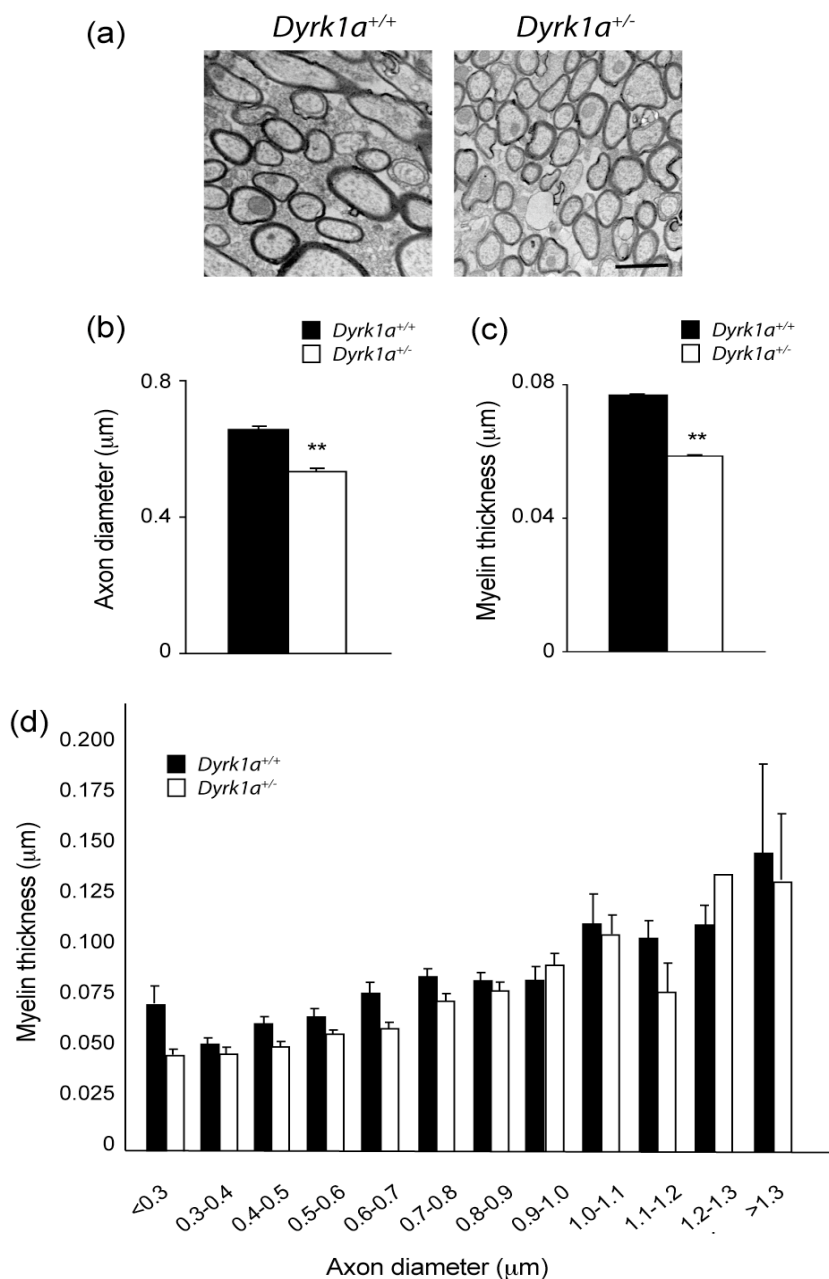 (a)
Dyrk1a+/+
Dyrk1a+/-
(b)
Dyrk1a+/+
Dyrk1a+/-
0.8
0.4
0
Axon diameter (μm)
**
(c)
Dyrk1a+/+
Dyrk1a+/-
0.08
0.04
0
Myelin thickness (μm)
**
(d)
Dyrk1a+/+
Dyrk1a+/-
0.200
0.175
0.150
0.125
0.100
0.075
0.050
0.025
0
Myelin thickness (μm)
<0.3
0.3-0.4
0.4-0.5
0.5-0.6
0.6-0.7
0.7-0.8
0.8-0.9
0.9-1.0
1.0-1.1
1.1-1.2
1.2-1.3
>1.3
Axon diameter (μm)